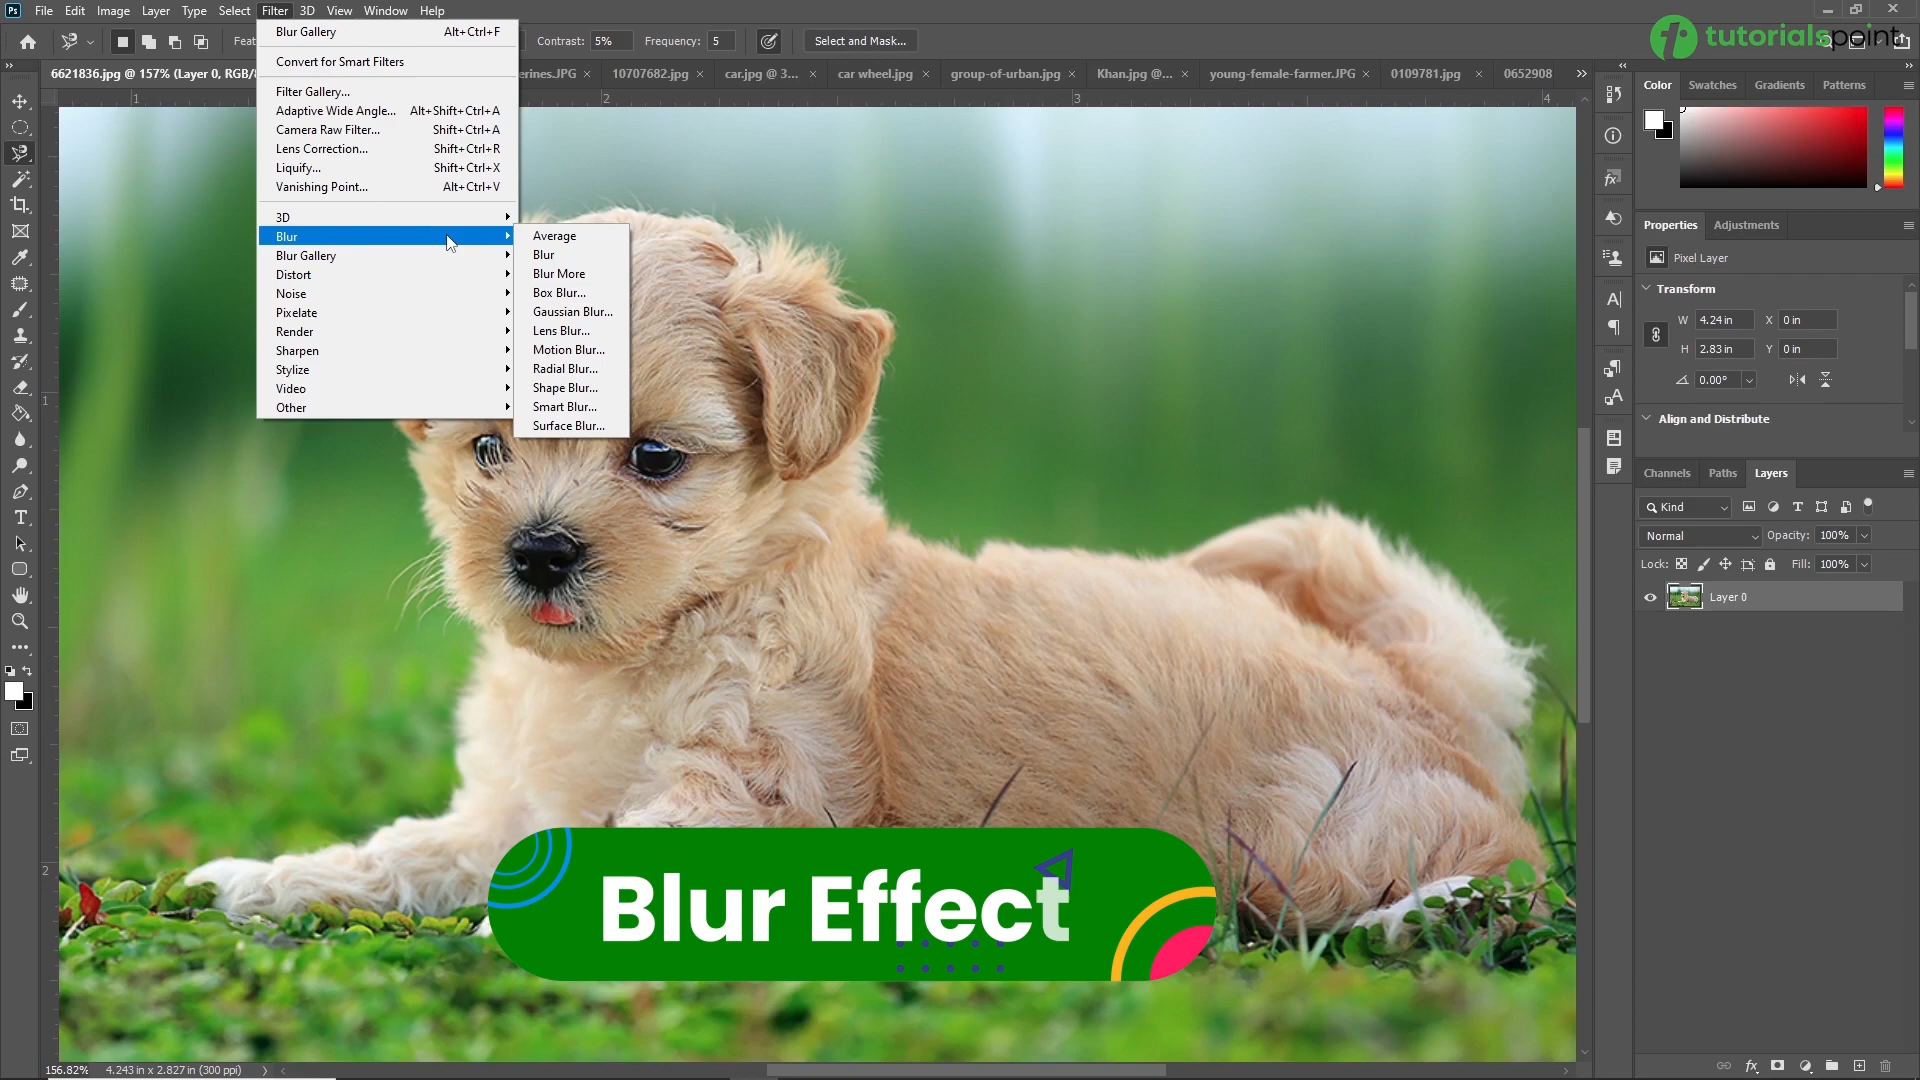 Ps File Edit Image Layer Type Select Filter 3D View Window Help
Contrast: 5% Frequency: 5 Select and Mask...
tutorialspoint
6621836.jpg @ 157% (Layer 0, RGB/
erines.JPG × 10707682.jpg × car.jpg @ 3... × car wheel.jpg × group-of-urban.jpg × Khan.jpg @... × young-female-farmer.JPG × 0109781.jpg × 0652908
1 2 3 4
1
2
Blur Gallery Alt+Ctrl+F
Convert for Smart Filters
Filter Gallery...
Adaptive Wide Angle... Alt+Shift+Ctrl+A
Camera Raw Filter... Shift+Ctrl+A
Lens Correction... Shift+Ctrl+R
Liquify... Shift+Ctrl+X
Vanishing Point... Alt+Ctrl+V
3D
Blur
Blur Gallery
Distort
Noise
Pixelate
Render
Sharpen
Stylize
Video
Other
Average
Blur
Blur More
Box Blur...
Gaussian Blur...
Lens Blur...
Motion Blur...
Radial Blur...
Shape Blur...
Smart Blur...
Surface Blur...
Blur Effect
Color Swatches Gradients Patterns
Properties Adjustments
Pixel Layer
Transform
W 4.24 in X 0 in
H 2.83 in Y 0 in
0.00°
Align and Distribute
Channels Paths Layers
Kind
Normal Opacity: 100%
Lock: Fill: 100%
Layer 0
156.82% 4.243 in x 2.827 in (300 ppi)